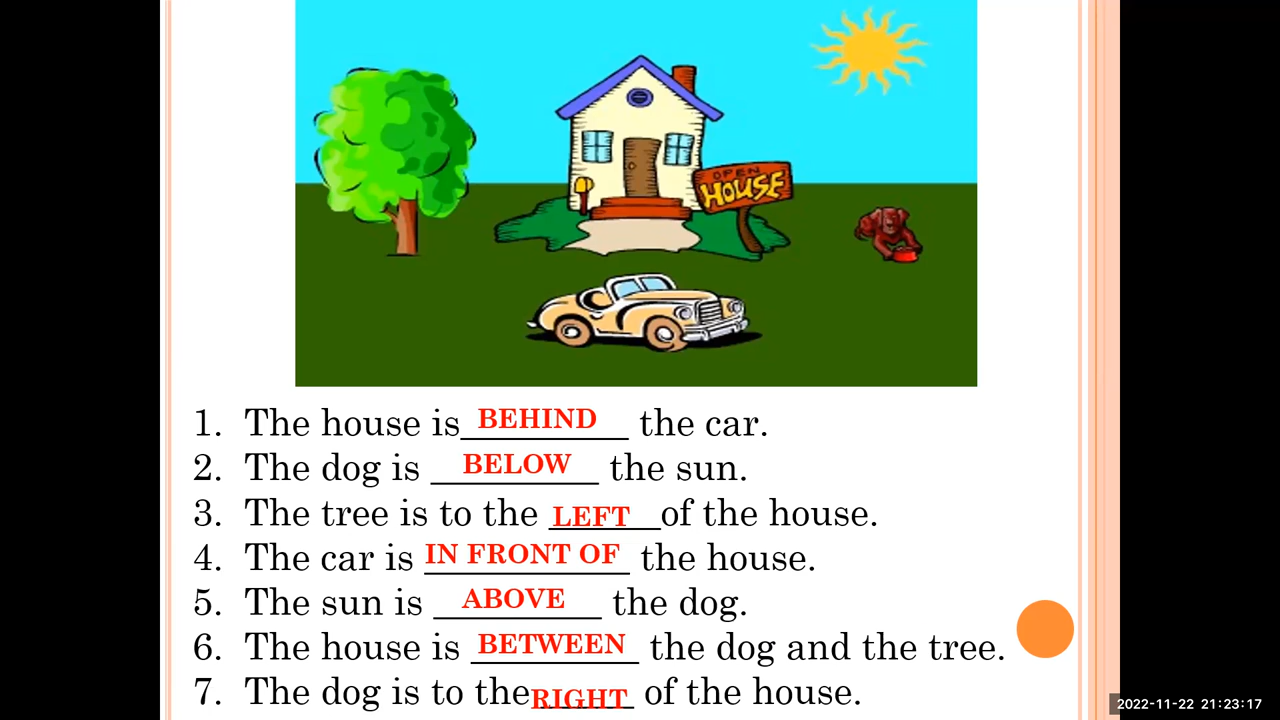 OPEN
HOUSE
1. The house is BEHIND the car.
2. The dog is BELOW the sun.
3. The tree is to the LEFT of the house.
4. The car is IN FRONT OF the house.
5. The sun is ABOVE the dog.
6. The house is BETWEEN the dog and the tree.
7. The dog is to the RIGHT of the house.
2022-11-22 21:23:17